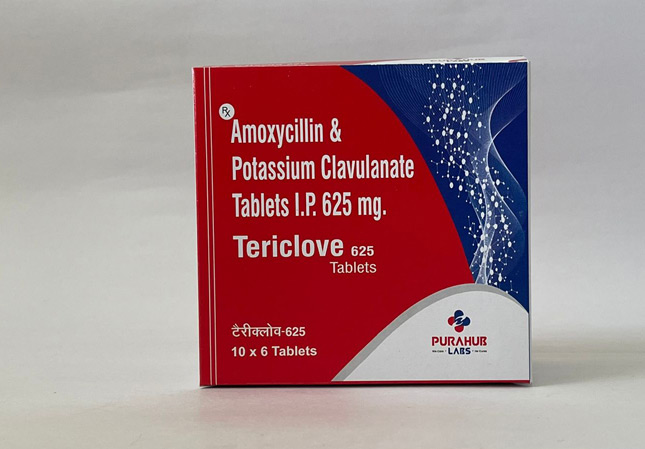 Rx
Amoxycillin &
Potassium Clavulanate
Tablets I.P. 625 mg.
Tericlove 625
Tablets
टैरीक्लोव-625
10 x 6 Tablets
PURAHUB
LABS